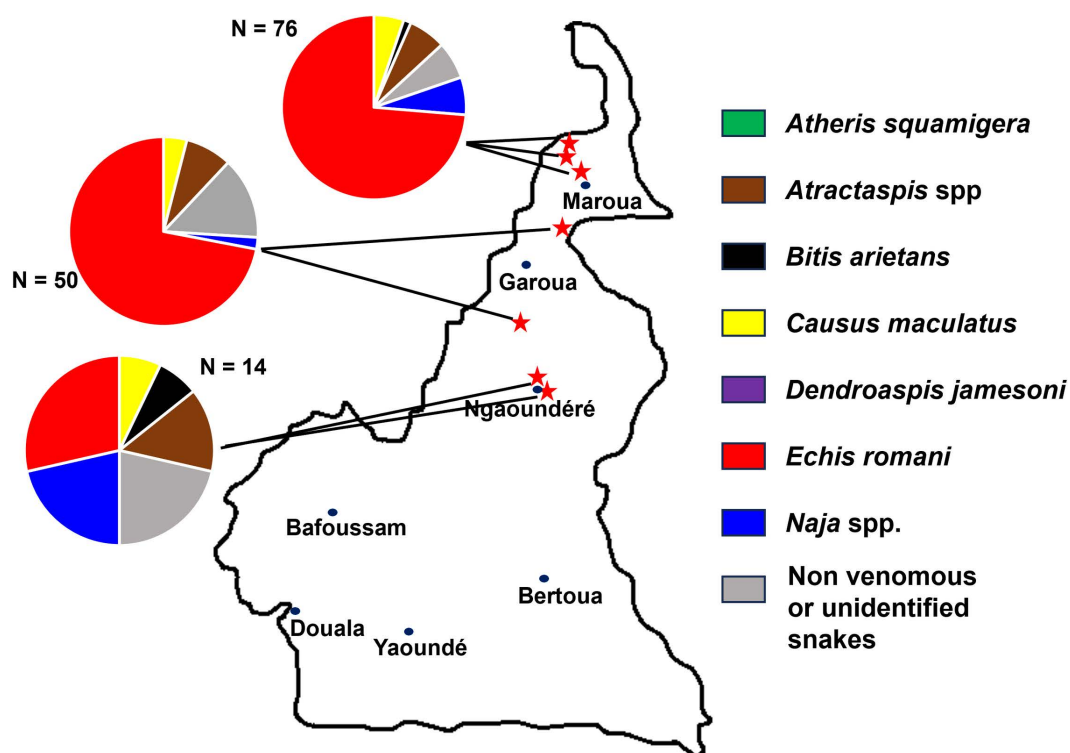 N = 76
N = 50
N = 14
Maroua
Garoua
Ngaoundéré
Bafoussam
Bertoua
Douala
Yaoundé
Atheris squamigera
Atractaspis spp
Bitis arietans
Causus maculatus
Dendroaspis jamesoni
Echis romani
Naja spp.
Non venomous
or unidentified
snakes